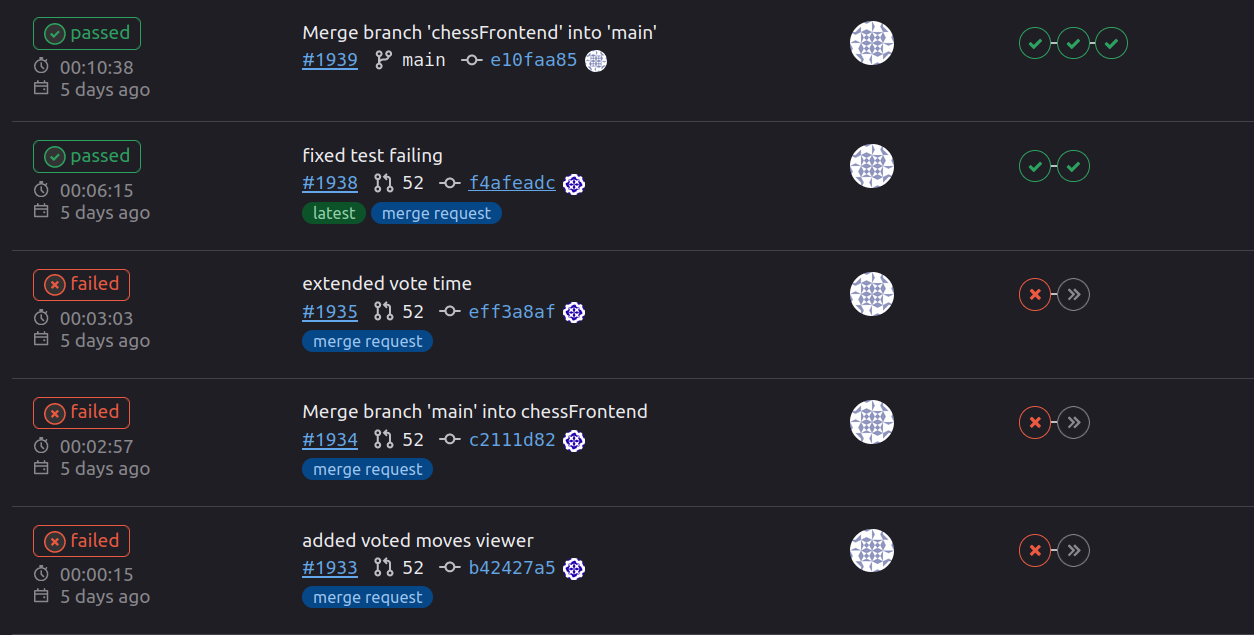 passed
Merge branch 'chessFrontend' into 'main'
#1939 main e10faa85
00:10:38
5 days ago
passed
fixed test failing
#1938 52 f4afeadc
00:06:15
latest merge request
5 days ago
failed
extended vote time
#1935 52 eff3a8af
00:03:03
merge request
5 days ago
failed
Merge branch 'main' into chessFrontend
#1934 52 c2111d82
00:02:57
merge request
5 days ago
failed
added voted moves viewer
#1933 52 b42427a5
00:00:15
merge request
5 days ago